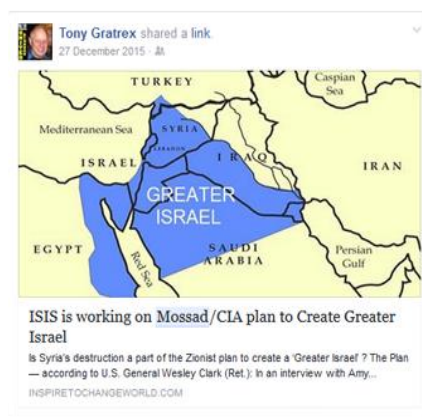 Tony Gratrex shared a link.
27 December 2015
TURKEY
Caspian
Sea
Mediterranean Sea
SYRIA
LEBANON
ISRAEL
IRAQ
IRAN
GREATER
ISRAEL
EGYPT
SAUDI
ARABIA
Persian
Gulf
Red Sea
ISIS is working on Mossad/CIA plan to Create Greater
Israel
Is Syria's destruction a part of the Zionist plan to create a 'Greater Israel' ? The Plan
— according to U.S. General Wesley Clark (Ret.): In an interview with Amy...
INSPIRETOCHANGEWORLD.COM